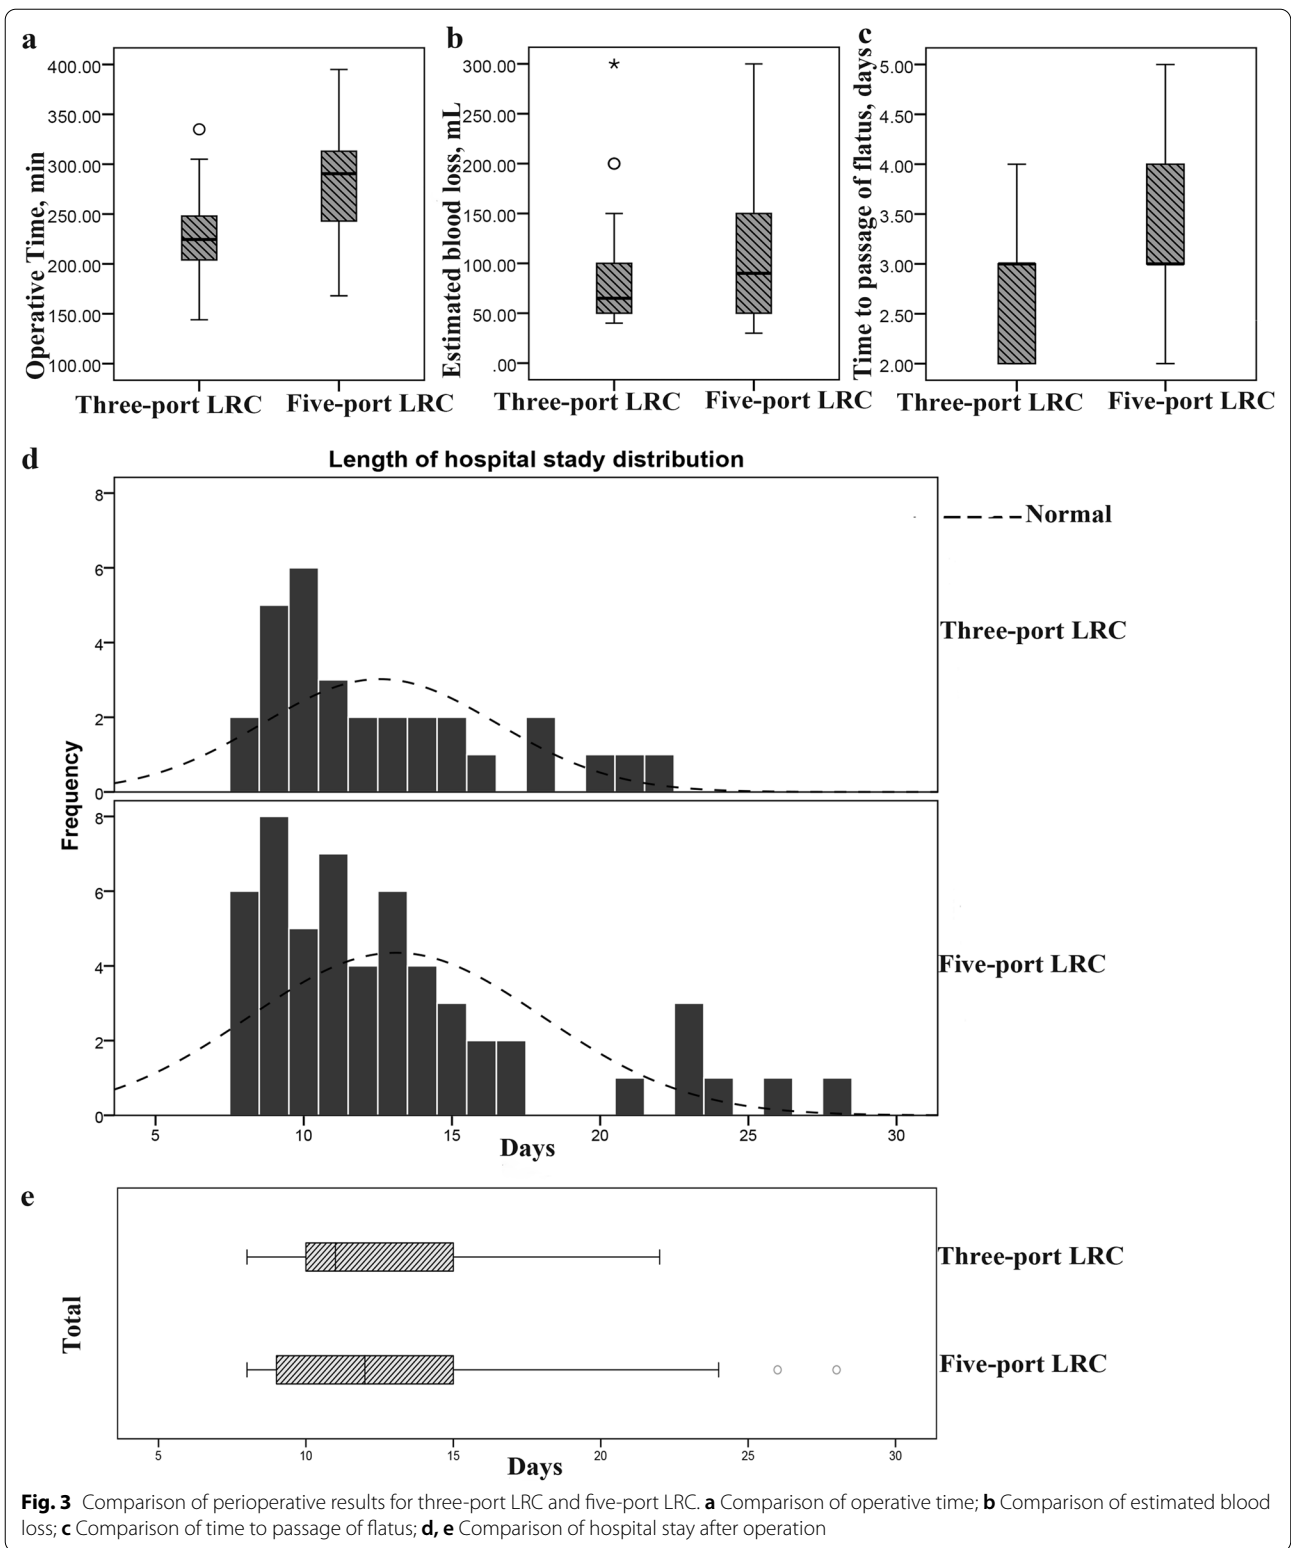 a
400.00
350.00
300.00
250.00
200.00
150.00
100.00
Operative Time, min
Three-port LRC
Five-port LRC
b
300.00
250.00
200.00
150.00
100.00
50.00
.00
Estimated blood loss, mL
*
Three-port LRC
Five-port LRC
c
5.00
4.50
4.00
3.50
3.00
2.50
2.00
Time to passage of flatus, days
Three-port LRC
Five-port LRC
d
Length of hospital stady distribution
8
6
4
2
0
Normal
Three-port LRC
Frequency
8
6
4
2
0
Five-port LRC
5 10 15 20 25 30
Days
e
Total
Three-port LRC
Five-port LRC
5 10 15 20 25 30
Days
Fig. 3 Comparison of perioperative results for three-port LRC and five-port LRC. a Comparison of operative time; b Comparison of estimated blood
loss; c Comparison of time to passage of flatus; d, e Comparison of hospital stay after operation